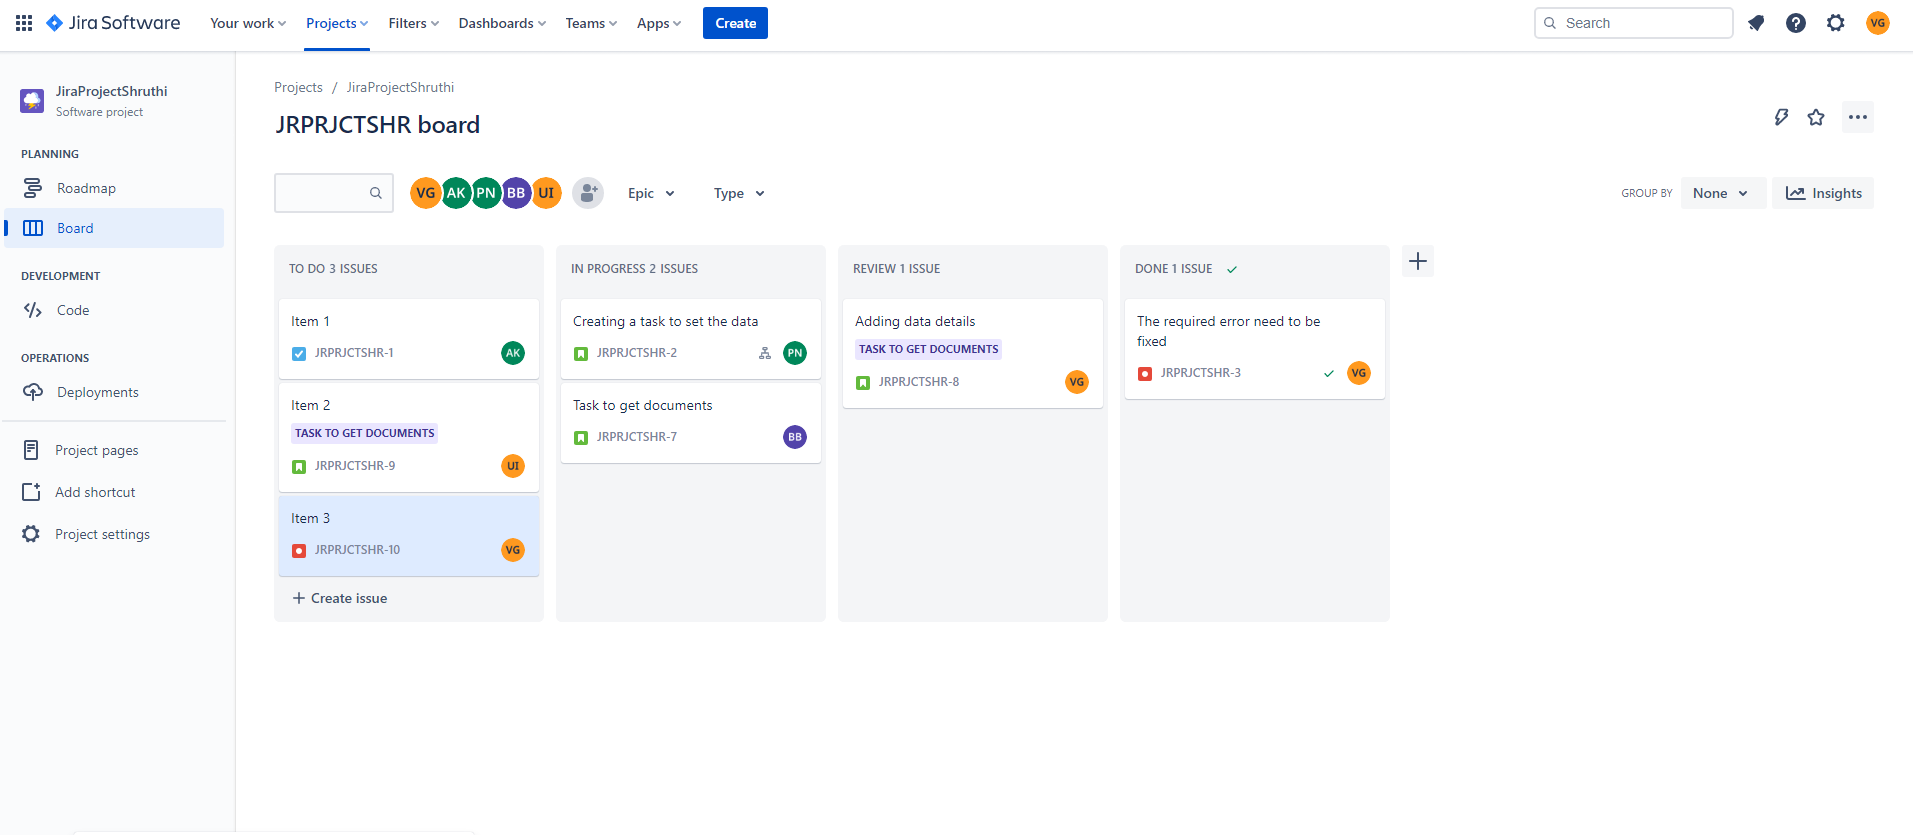 Jira Software
Your work
Projects
Filters
Dashboards
Teams
Apps
Create
Search
VG
JiraProjectShruthi
Software project
PLANNING
Roadmap
Board
DEVELOPMENT
Code
OPERATIONS
Deployments
Project pages
Add shortcut
Project settings
Projects / JiraProjectShruthi
JRPRJCTSHR board
VG AK PN BB UI
Epic
Type
GROUP BY
None
Insights
TO DO 3 ISSUES
Item 1
JRPRJCTSHR-1
AK
Item 2
TASK TO GET DOCUMENTS
JRPRJCTSHR-9
UI
Item 3
JRPRJCTSHR-10
VG
Create issue
IN PROGRESS 2 ISSUES
Creating a task to set the data
JRPRJCTSHR-2
PN
Task to get documents
JRPRJCTSHR-7
BB
REVIEW 1 ISSUE
Adding data details
TASK TO GET DOCUMENTS
JRPRJCTSHR-8
VG
DONE 1 ISSUE
The required error need to be
fixed
JRPRJCTSHR-3
VG